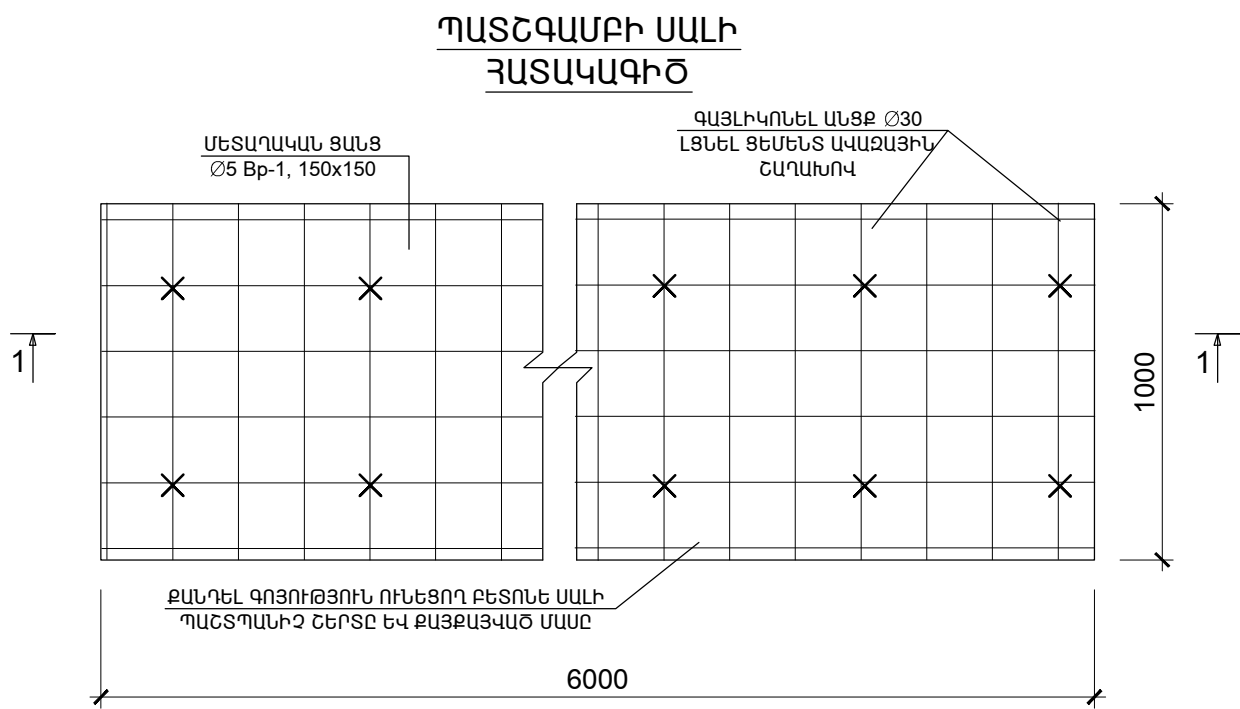 ՊԱՏՇԳԱՄԲԻ ՍԱԼԻ
ՀԱՏԱԿԱԳԻԾ
ՄԵՏԱՂԱԿԱՆ ՑԱՆՑ
∅5 Вр-1, 150x150
ԳԱՅԼԻԿՈՆԵԼ ԱՆՑՔ ∅30
ԼՑՆԵԼ ՑԵՄԵՆՏ ԱՎԱԶԱՅԻՆ
ՇԱՂԱԽՈՎ
1
1
1000
ՔԱՆԴԵԼ ԳՈՅՈՒԹՅՈՒՆ ՈՒՆԵՑՈՂ ԲԵՏՈՆԵ ՍԱԼԻ
ՊԱՇՏՊԱՆԻՉ ՇԵՐՏԸ ԵՎ ՔԱՅՔԱՅՎԱԾ ՄԱՍԸ
6000